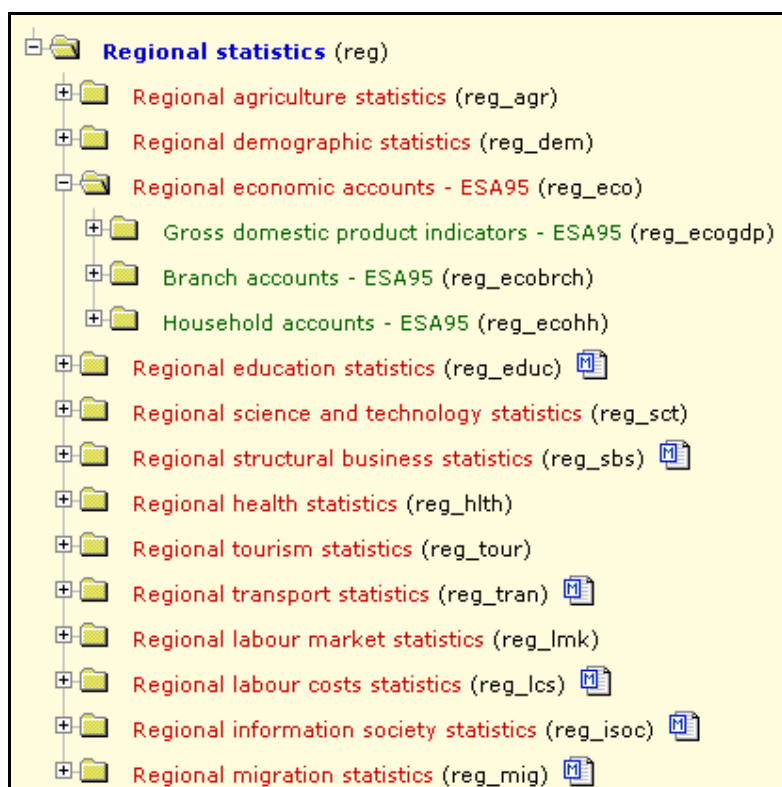 Regional statistics (reg)
Regional agriculture statistics (reg_agr)
Regional demographic statistics (reg_dem)
Regional economic accounts - ESA95 (reg_eco)
Gross domestic product indicators - ESA95 (reg_ecogdp)
Branch accounts - ESA95 (reg_ecobrch)
Household accounts - ESA95 (reg_ecohh)
Regional education statistics (reg_educ) M
Regional science and technology statistics (reg_sct)
Regional structural business statistics (reg_sbs) M
Regional health statistics (reg_hlth)
Regional tourism statistics (reg_tour)
Regional transport statistics (reg_tran) M
Regional labour market statistics (reg_lmk)
Regional labour costs statistics (reg_lcs) M
Regional information society statistics (reg_isoc) M
Regional migration statistics (reg_mig) M